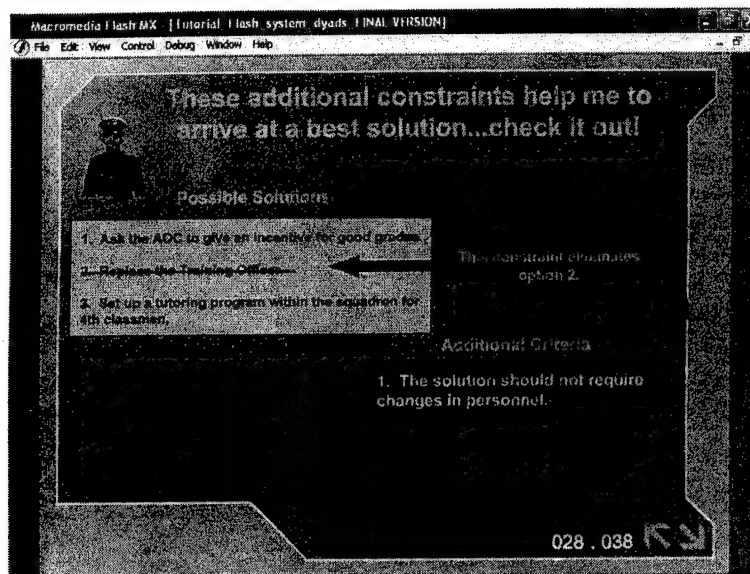 Macromedia Flash MX - [Tutorial_Flash_system_dyads_FINAL VERSION]
File Edit View Control Debug Window Help
These additional constraints help me to
arrive at a best solution...check it out!
Possible Solutions
1. Ask the AOC to give an incentive for good grades.
2. Replace the Training Officer.
3. Set up a tutoring program within the squadron for
4th classmen.
This constraint eliminates
option 2.
Additional Criteria
1. The solution should not require
changes in personnel.
028 . 038